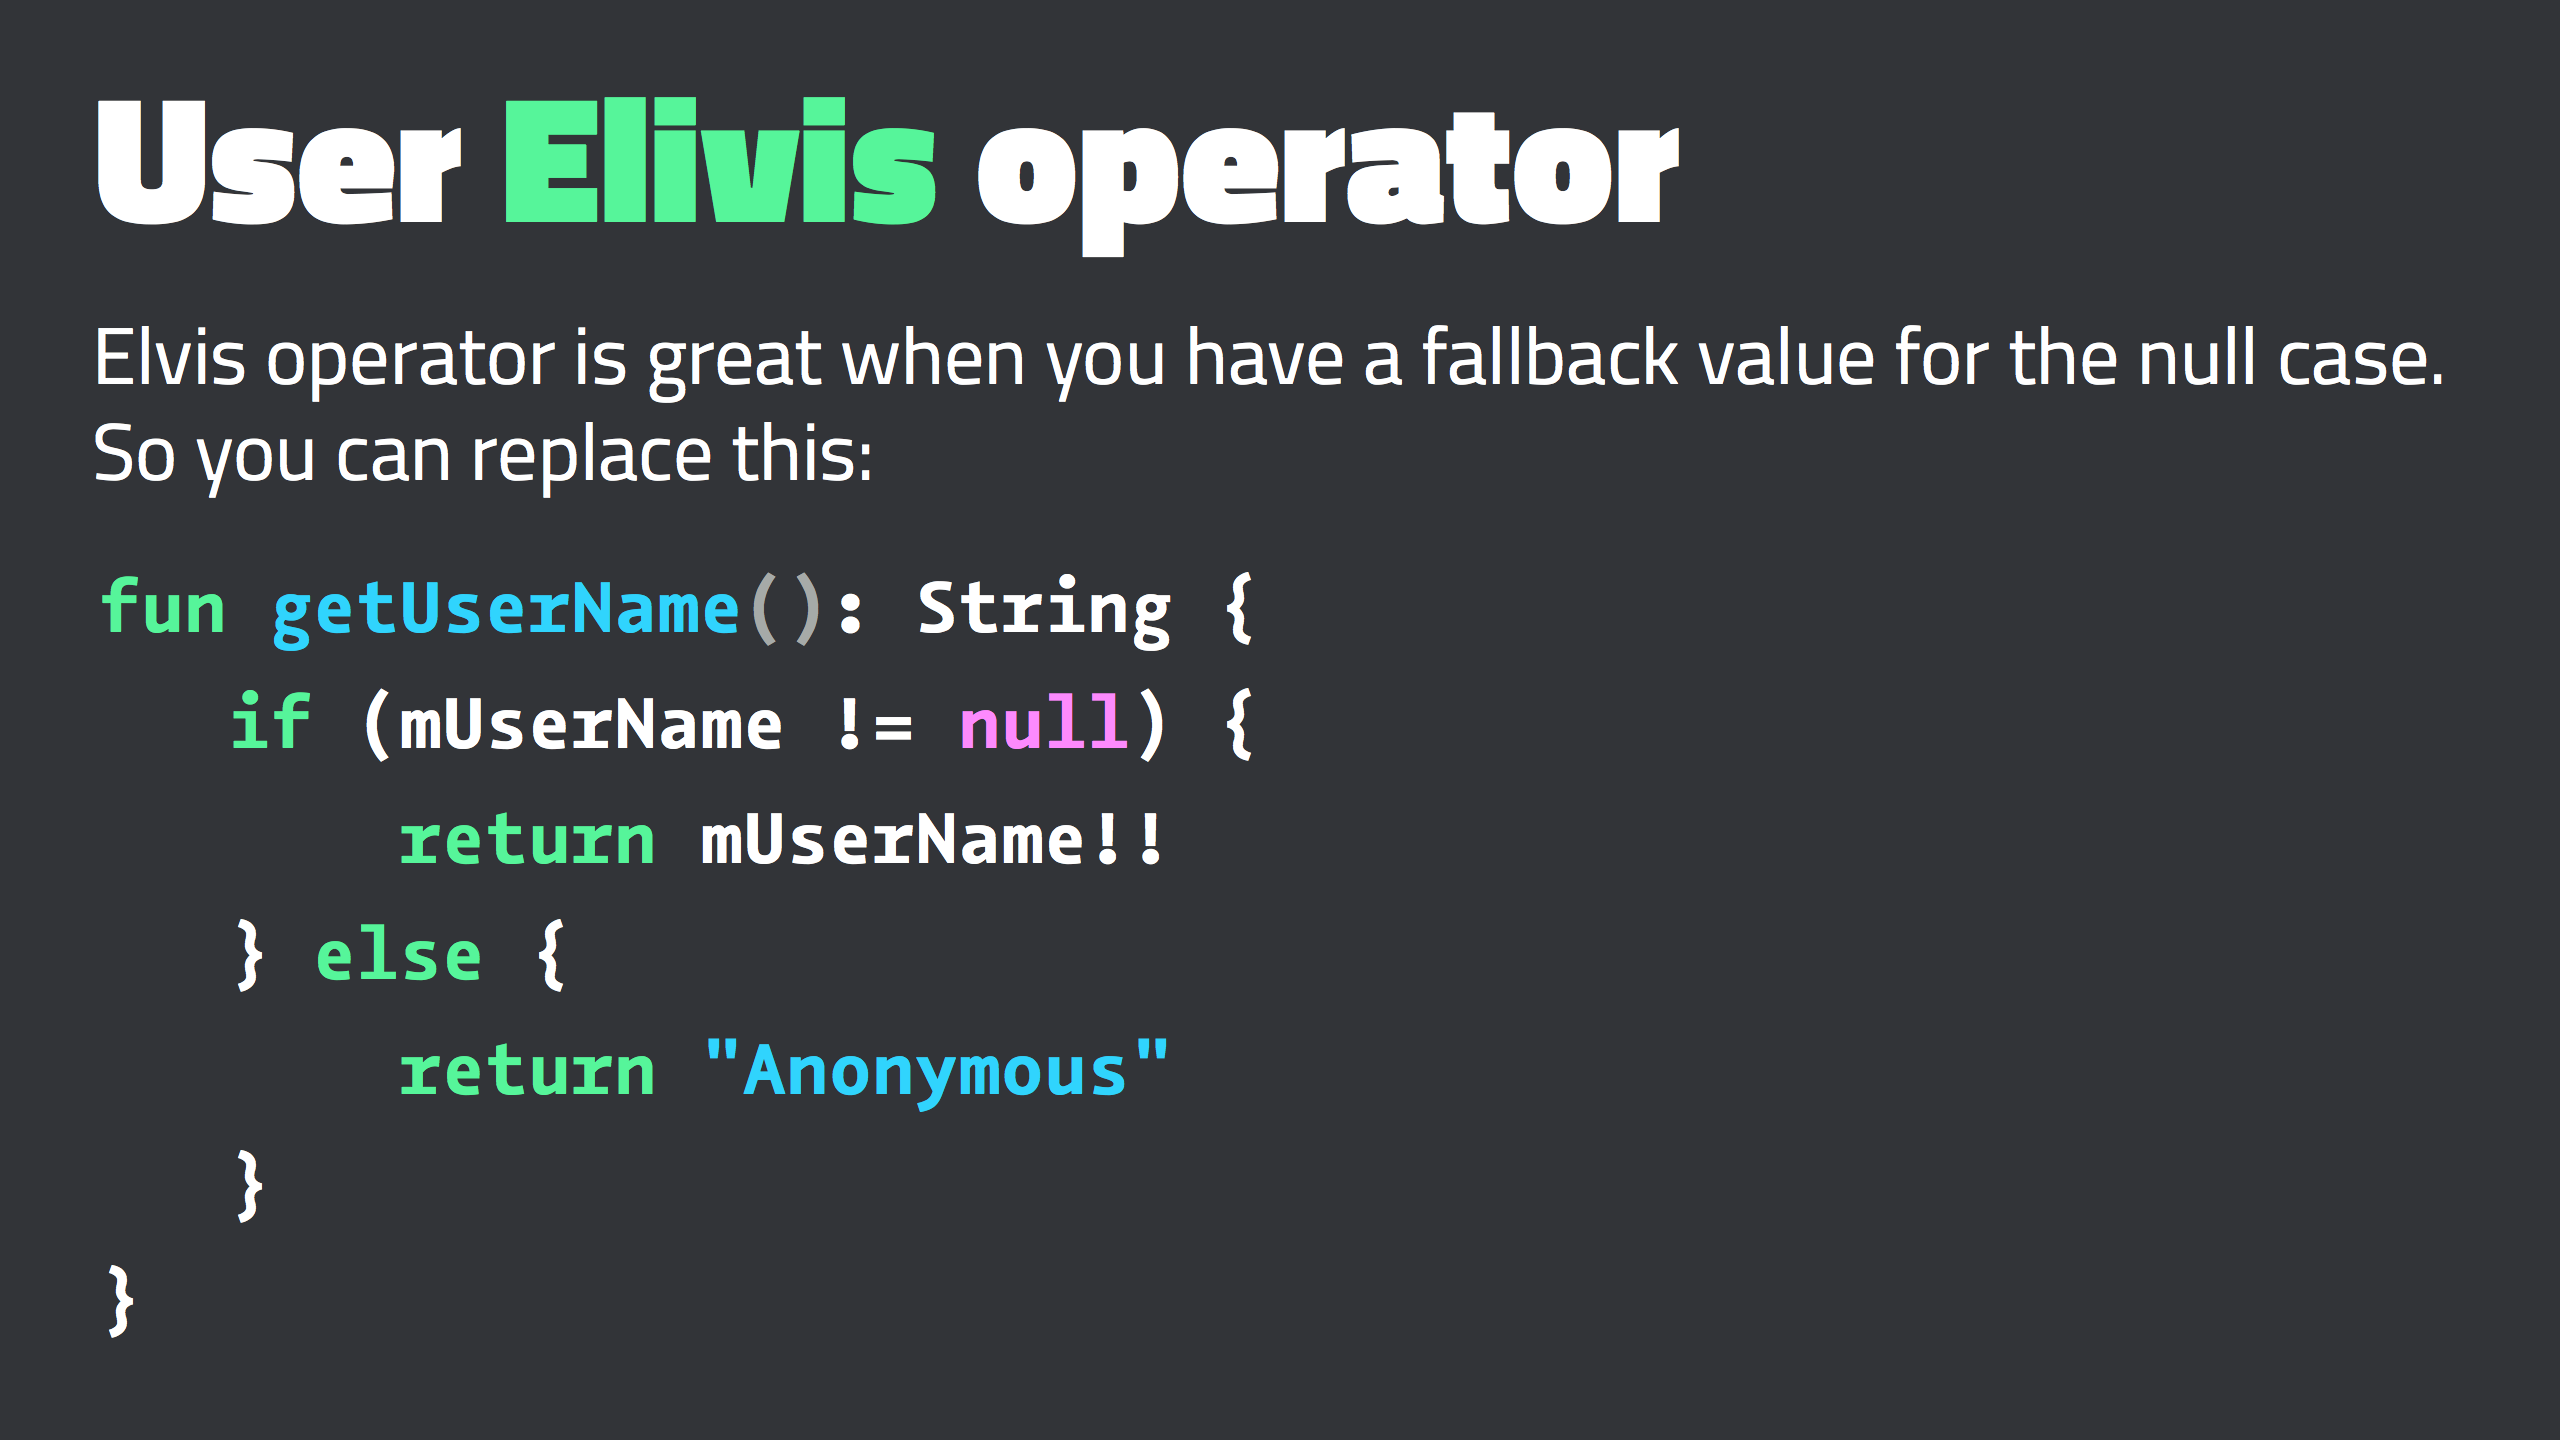 User Elivis operator
Elvis operator is great when you have a fallback value for the null case.
So you can replace this:
fun getUserName(): String {
   if (mUserName != null) {
       return mUserName!!
   } else {
       return "Anonymous"
   }
}